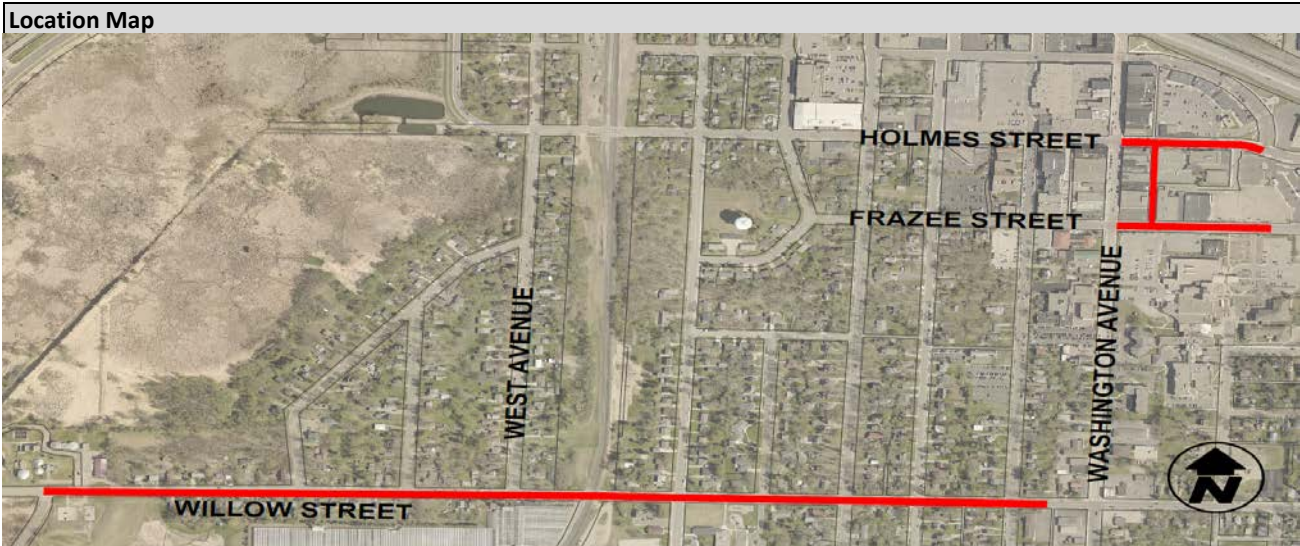 Location Map
HOLMES STREET
FRAZEE STREET
WEST AVENUE
WASHINGTON AVENUE
WILLOW STREET
N